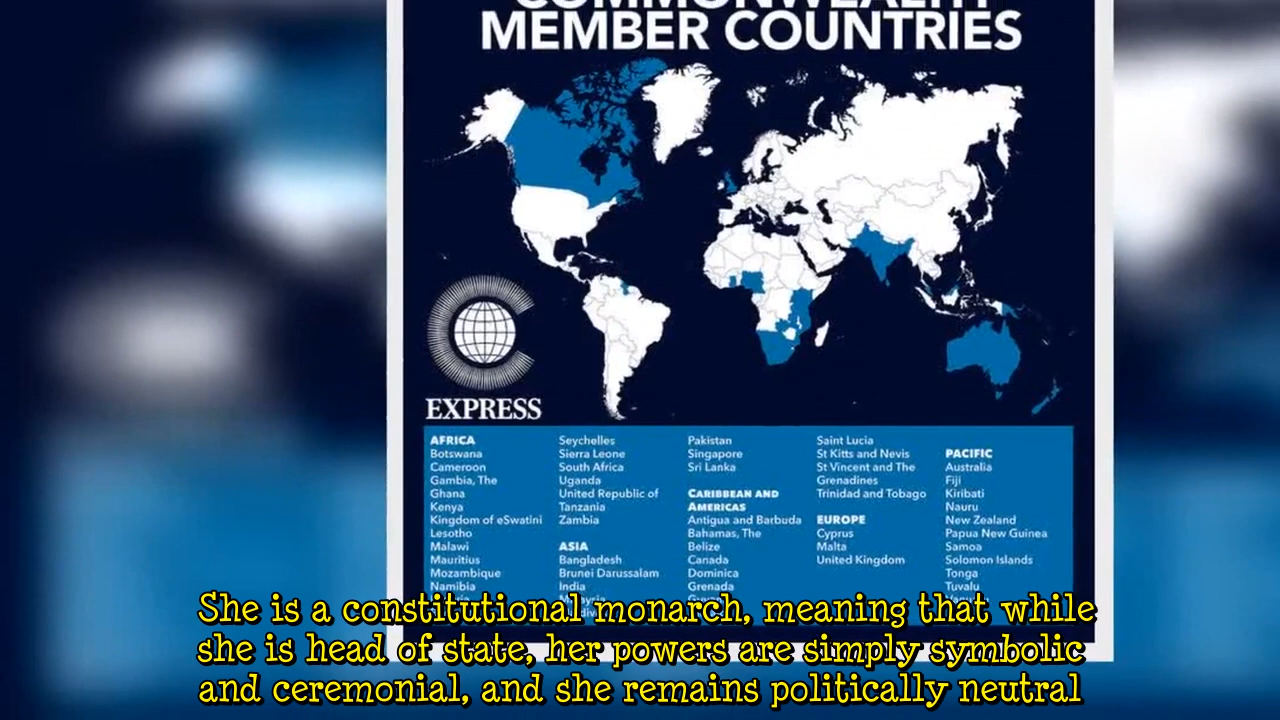 MEMBER COUNTRIES
EXPRESS
AFRICA
Botswana
Cameroon
Gambia, The
Ghana
Kenya
Kingdom of eSwatini
Lesotho
Malawi
Mauritius
Mozambique
Namibia
Seychelles
Sierra Leone
South Africa
Uganda
United Republic of
Tanzania
Zambia
ASIA
Bangladesh
Brunei Darussalam
India
Pakistan
Singapore
Sri Lanka
CARIBBEAN AND
AMERICAS
Antigua and Barbuda
Bahamas, The
Belize
Canada
Dominica
Grenada
Saint Lucia
St Kitts and Nevis
St Vincent and The
Grenadines
Trinidad and Tobago
EUROPE
Cyprus
Malta
United Kingdom
PACIFIC
Australia
Fiji
Kiribati
Nauru
New Zealand
Papua New Guinea
Samoa
Solomon Islands
Tonga
Tuvalu
She is a constitutional monarch, meaning that while
she is head of state, her powers are simply symbolic
and ceremonial, and she remains politically neutral